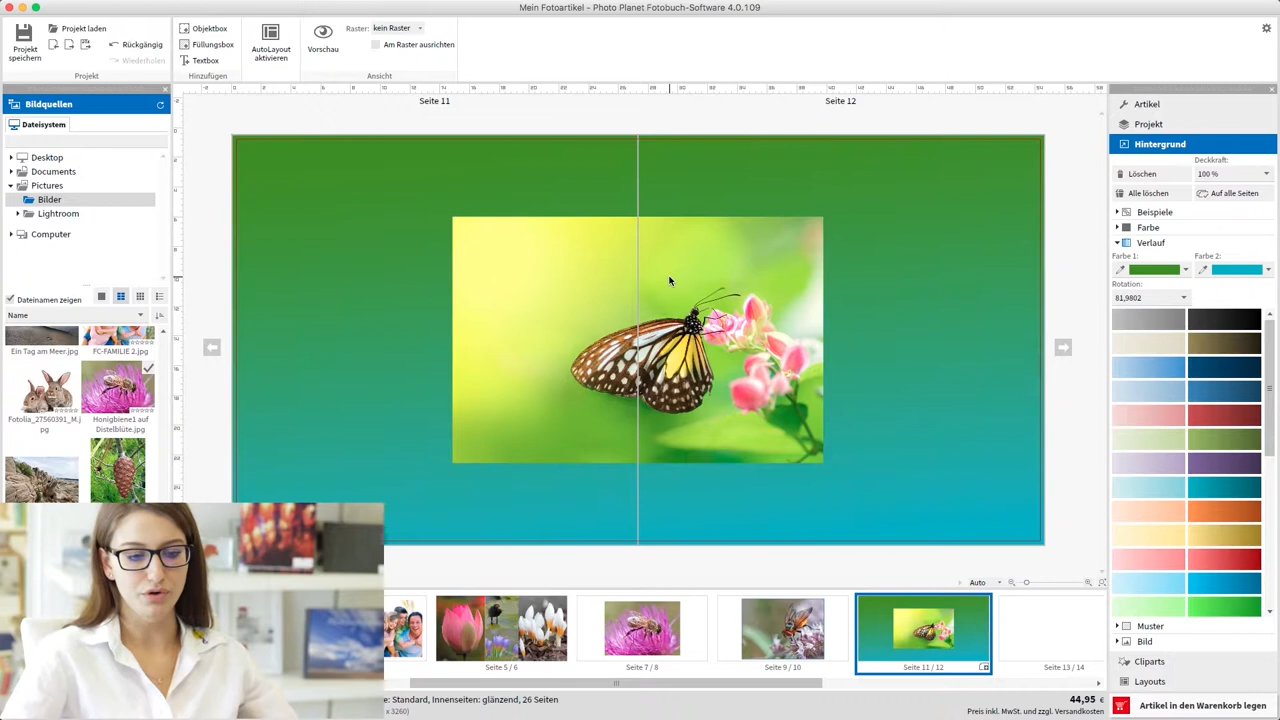 Mein Fotoartikel - Photo Planet Fotobuch-Software 4.0.109
Projekt speichern
Projekt laden
Rückgängig
Wiederholen
Projekt
Objektbox
Füllungsbox
Textbox
Hinzufügen
AutoLayout aktivieren
Vorschau
Raster: kein Raster
Am Raster ausrichten
Ansicht
Bildquellen
Dateisystem
Desktop
Documents
Pictures
Bilder
Lightroom
Computer
Dateinamen zeigen
Name
Ein Tag am Meer.jpg
FC-FAMILIE 2.jpg
Fotolia_27560391_M.j
pg
Honigbiene1 auf
Distelblüte.jpg
Seite 11
Seite 12
Auto
Seite 5 / 6
Seite 7 / 8
Seite 9 / 10
Seite 11 / 12
Seite 13 / 14
e: Standard, Innenseiten: glänzend, 26 Seiten
x 3260)
44,95 €
Preis inkl. MwSt. und zzgl. Versandkosten
Artikel
Projekt
Hintergrund
Deckkraft:
Löschen
100 %
Alle löschen
Auf alle Seiten
Beispiele
Farbe
Verlauf
Farbe 1:
Farbe 2:
Rotation:
81,9802
Muster
Bild
Cliparts
Layouts
Artikel in den Warenkorb legen